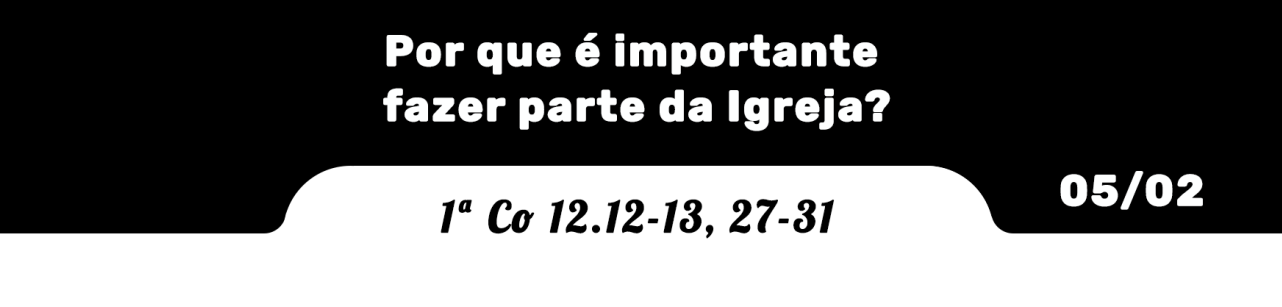 Por que é importante
fazer parte da Igreja?
05/02
1ª Co 12.12-13, 27-31